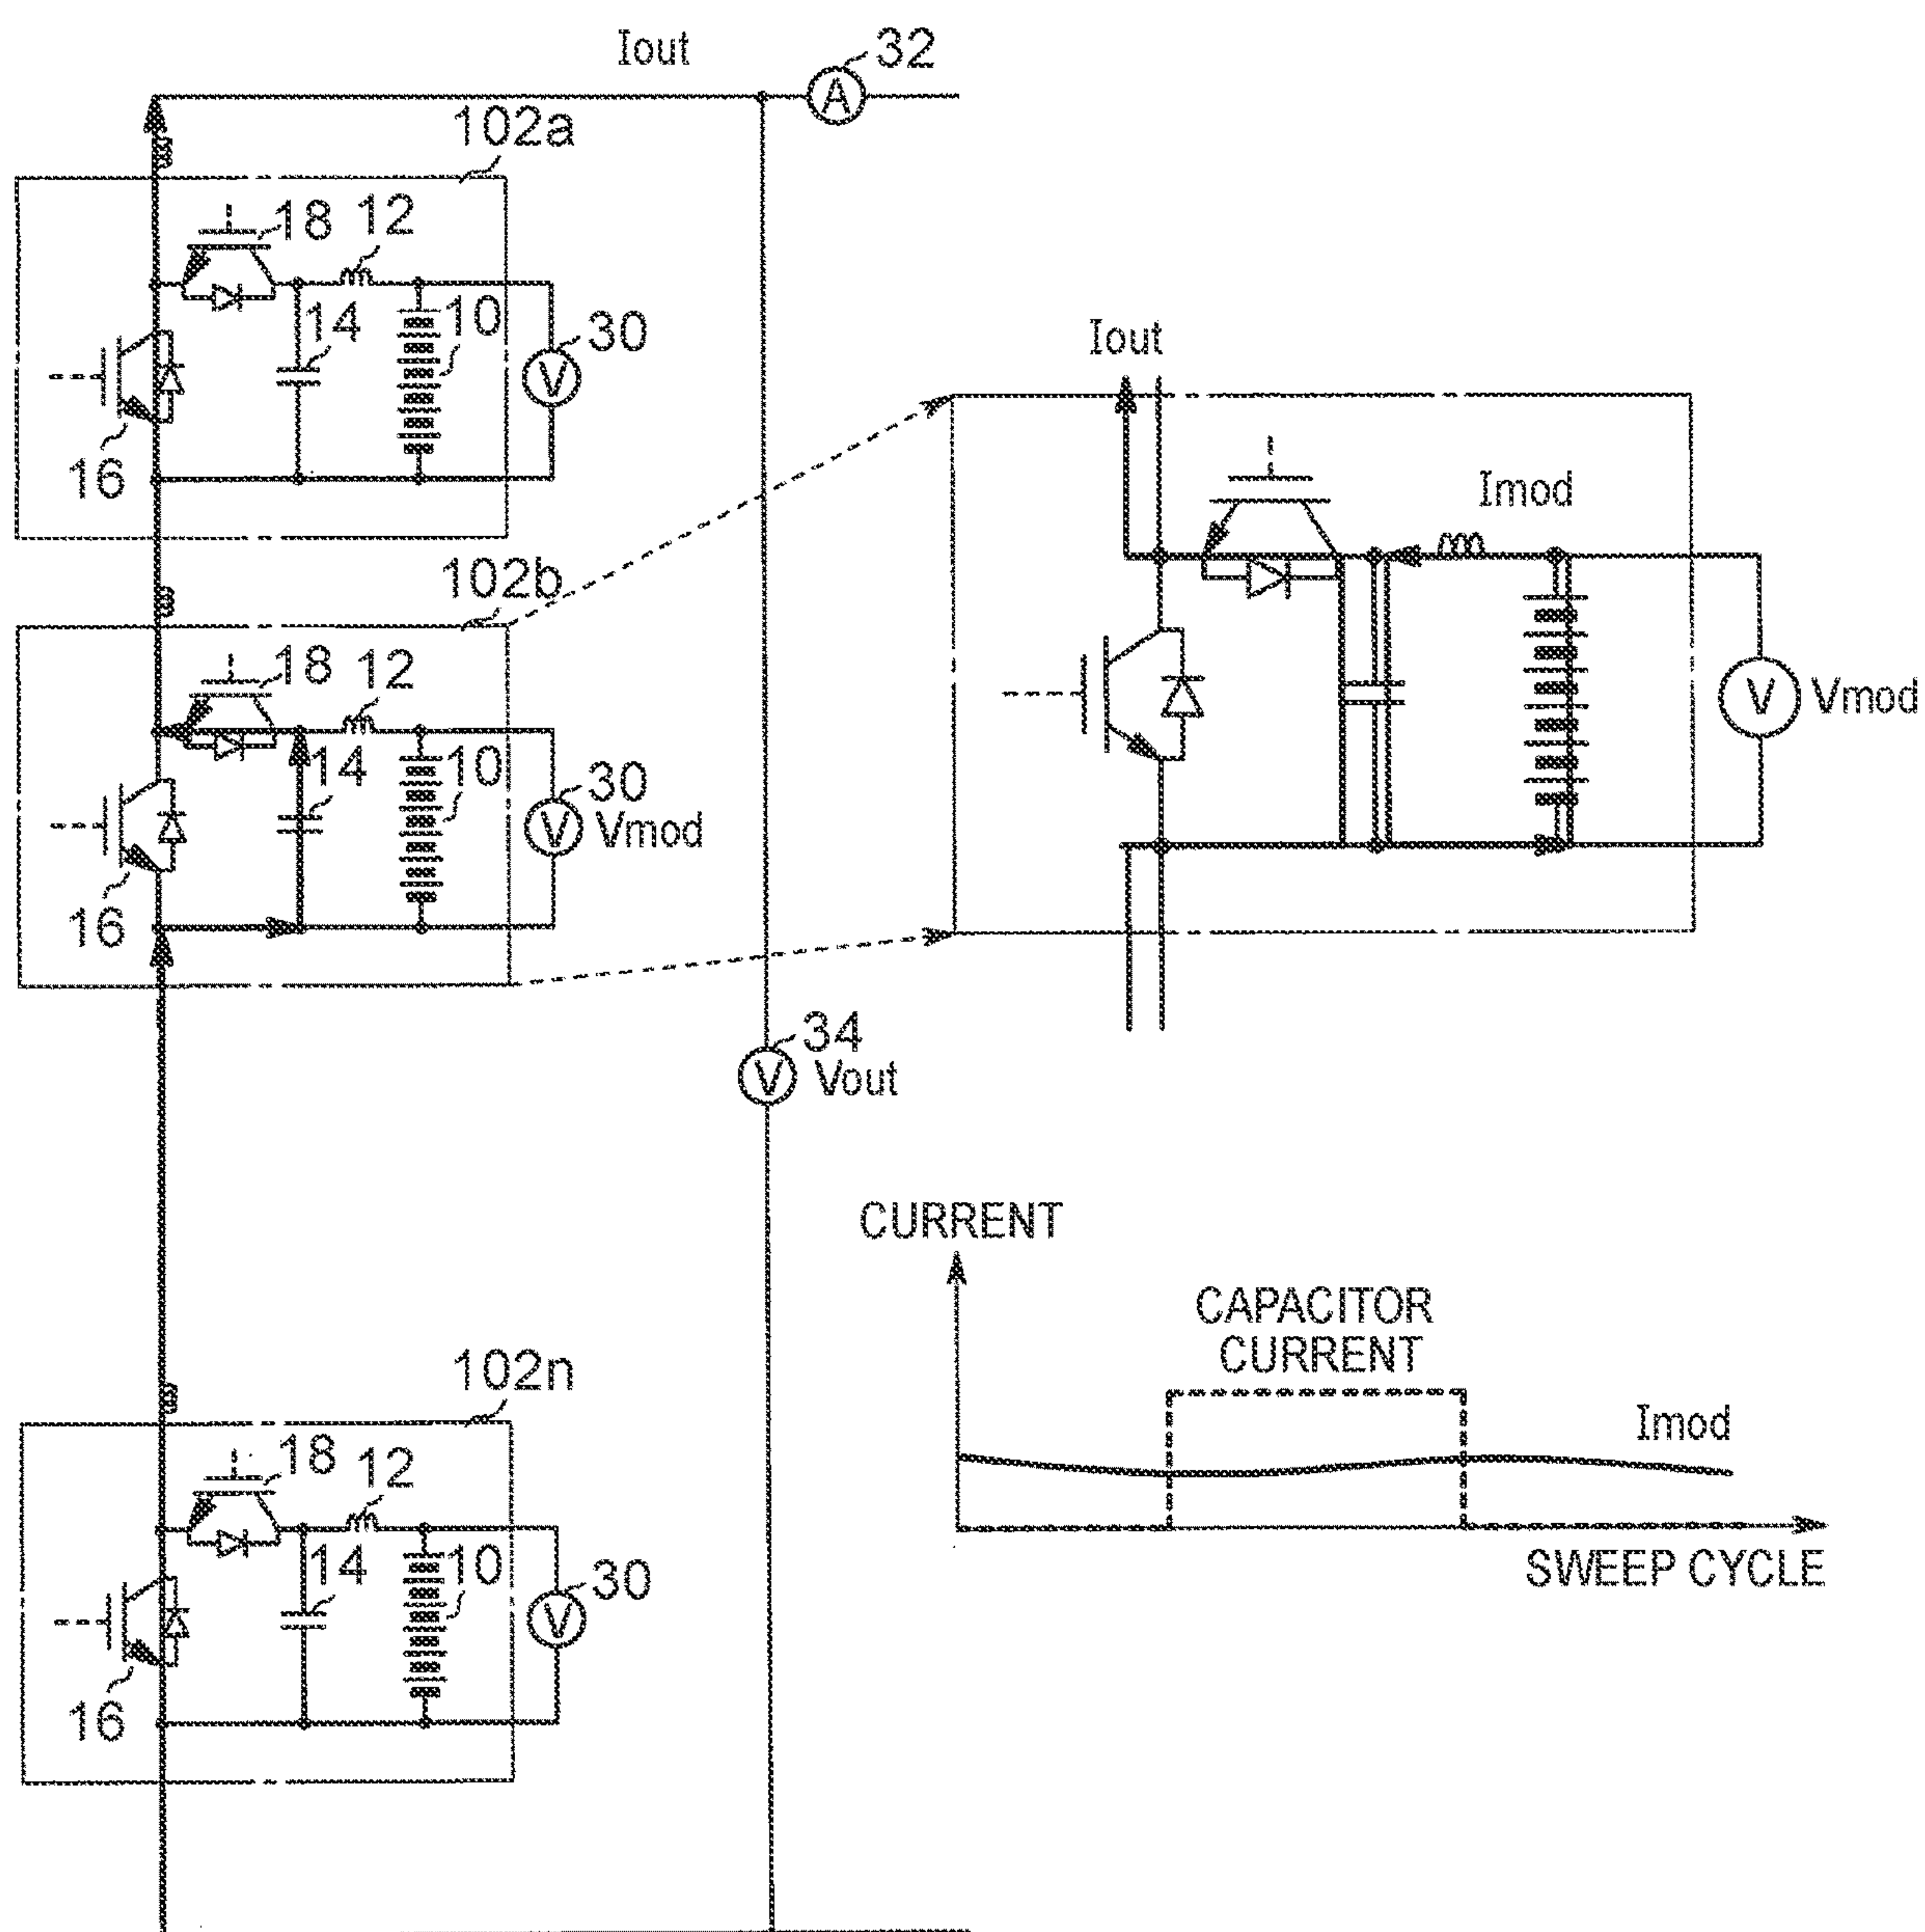 Iout
32
A
102a
18
12
14
10
30
V
16
102b
18
12
14
10
30
V
Vmod
16
Iout
Imod
V
Vmod
34
V
Vout
102n
18
12
14
10
30
V
16
CURRENT
CAPACITOR
CURRENT
Imod
SWEEP CYCLE